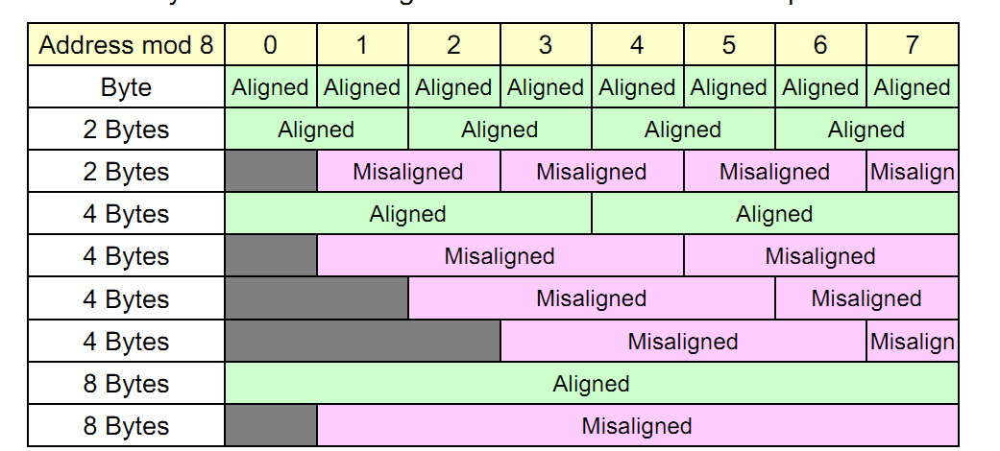 Address mod 8 0 1 2 3 4 5 6 7
Byte Aligned Aligned Aligned Aligned Aligned Aligned Aligned Aligned
2 Bytes Aligned Aligned Aligned Aligned
2 Bytes Misaligned Misaligned Misaligned Misalign
4 Bytes Aligned Aligned
4 Bytes Misaligned Misaligned
4 Bytes Misaligned Misaligned
4 Bytes Misaligned Misalign
8 Bytes Aligned
8 Bytes Misaligned